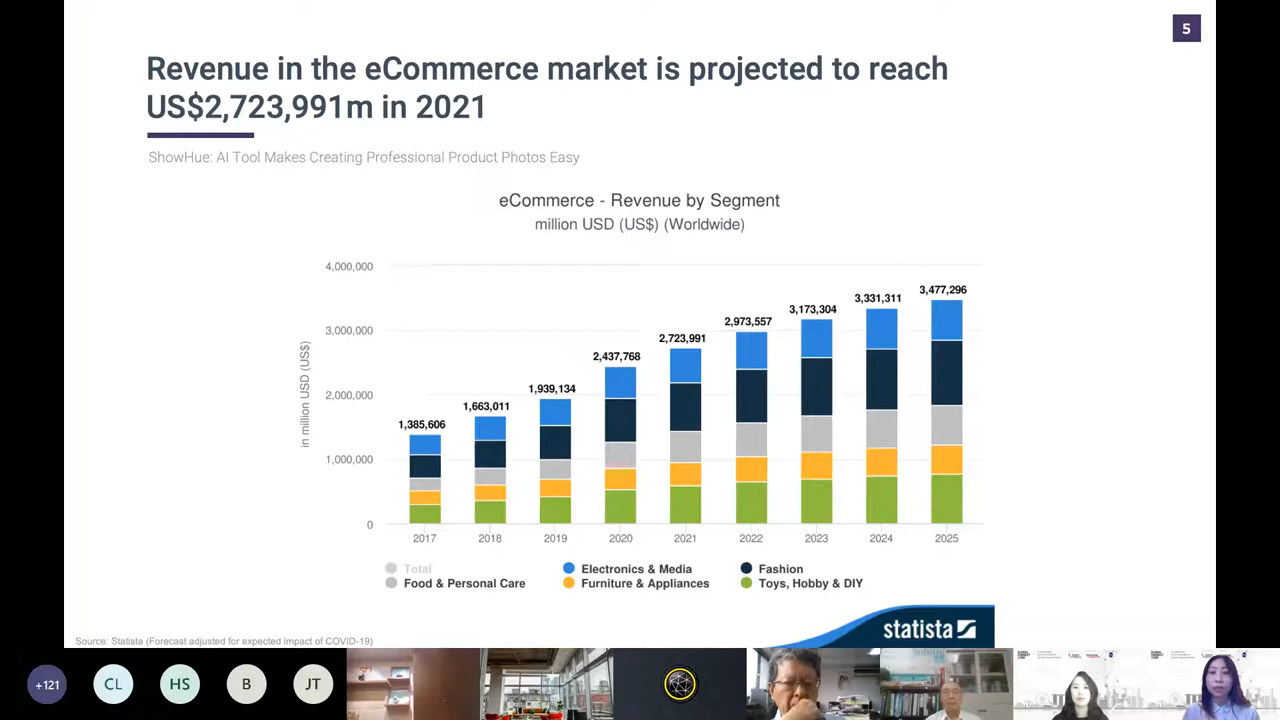 5
Revenue in the eCommerce market is projected to reach
US$2,723,991m in 2021
ShowHue: AI Tool Makes Creating Professional Product Photos Easy
eCommerce - Revenue by Segment
million USD (US$) (Worldwide)
in million USD (US$)
4,000,000
3,000,000
2,000,000
1,000,000
0
1,385,606
1,663,011
1,939,134
2,437,768
2,723,991
2,973,557
3,173,304
3,331,311
3,477,296
2017 2018 2019 2020 2021 2022 2023 2024 2025
Total Electronics & Media Fashion
Food & Personal Care Furniture & Appliances Toys, Hobby & DIY
statista
Source: Statista (Forecast adjusted for expected impact of COVID-19)
+121 CL HS B JT